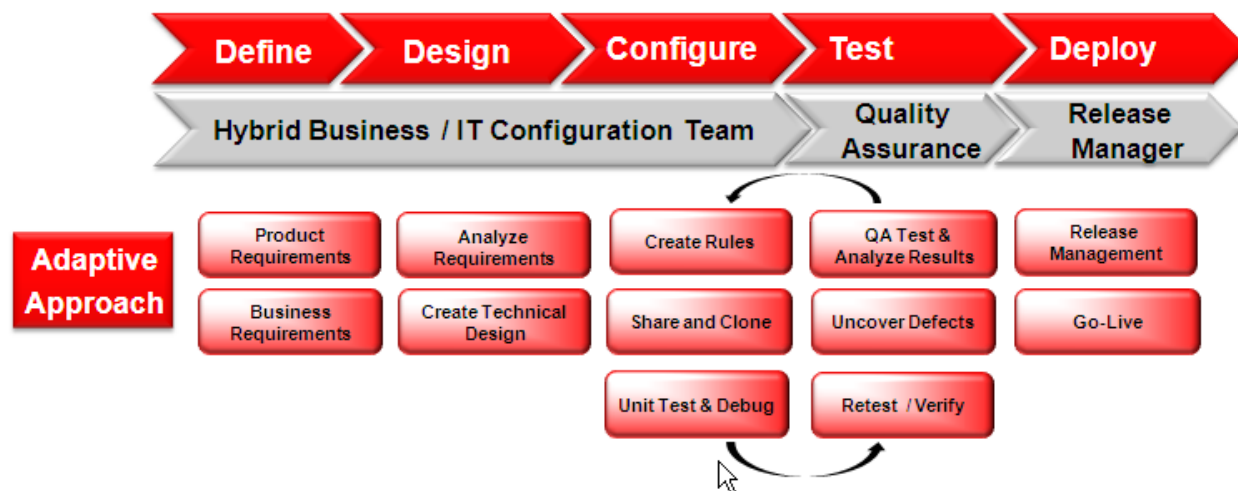 Define
Design
Configure
Test
Deploy
Hybrid Business / IT Configuration Team
Quality
Assurance
Release
Manager
Adaptive
Approach
Product
Requirements
Analyze
Requirements
Create Rules
QA Test &
Analyze Results
Release
Management
Business
Requirements
Create Technical
Design
Share and Clone
Uncover Defects
Go-Live
Unit Test & Debug
Retest / Verify